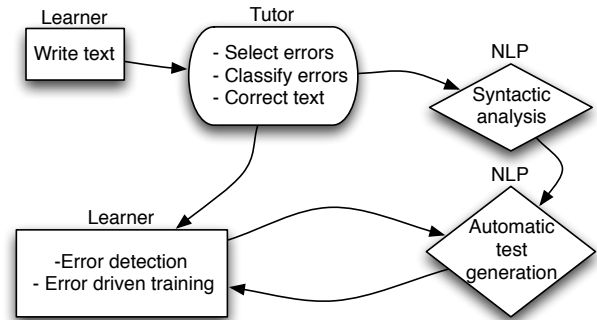 Learner
Write text
Tutor
- Select errors
- Classify errors
- Correct text
NLP
Syntactic
analysis
Learner
-Error detection
- Error driven training
NLP
Automatic
test
generation